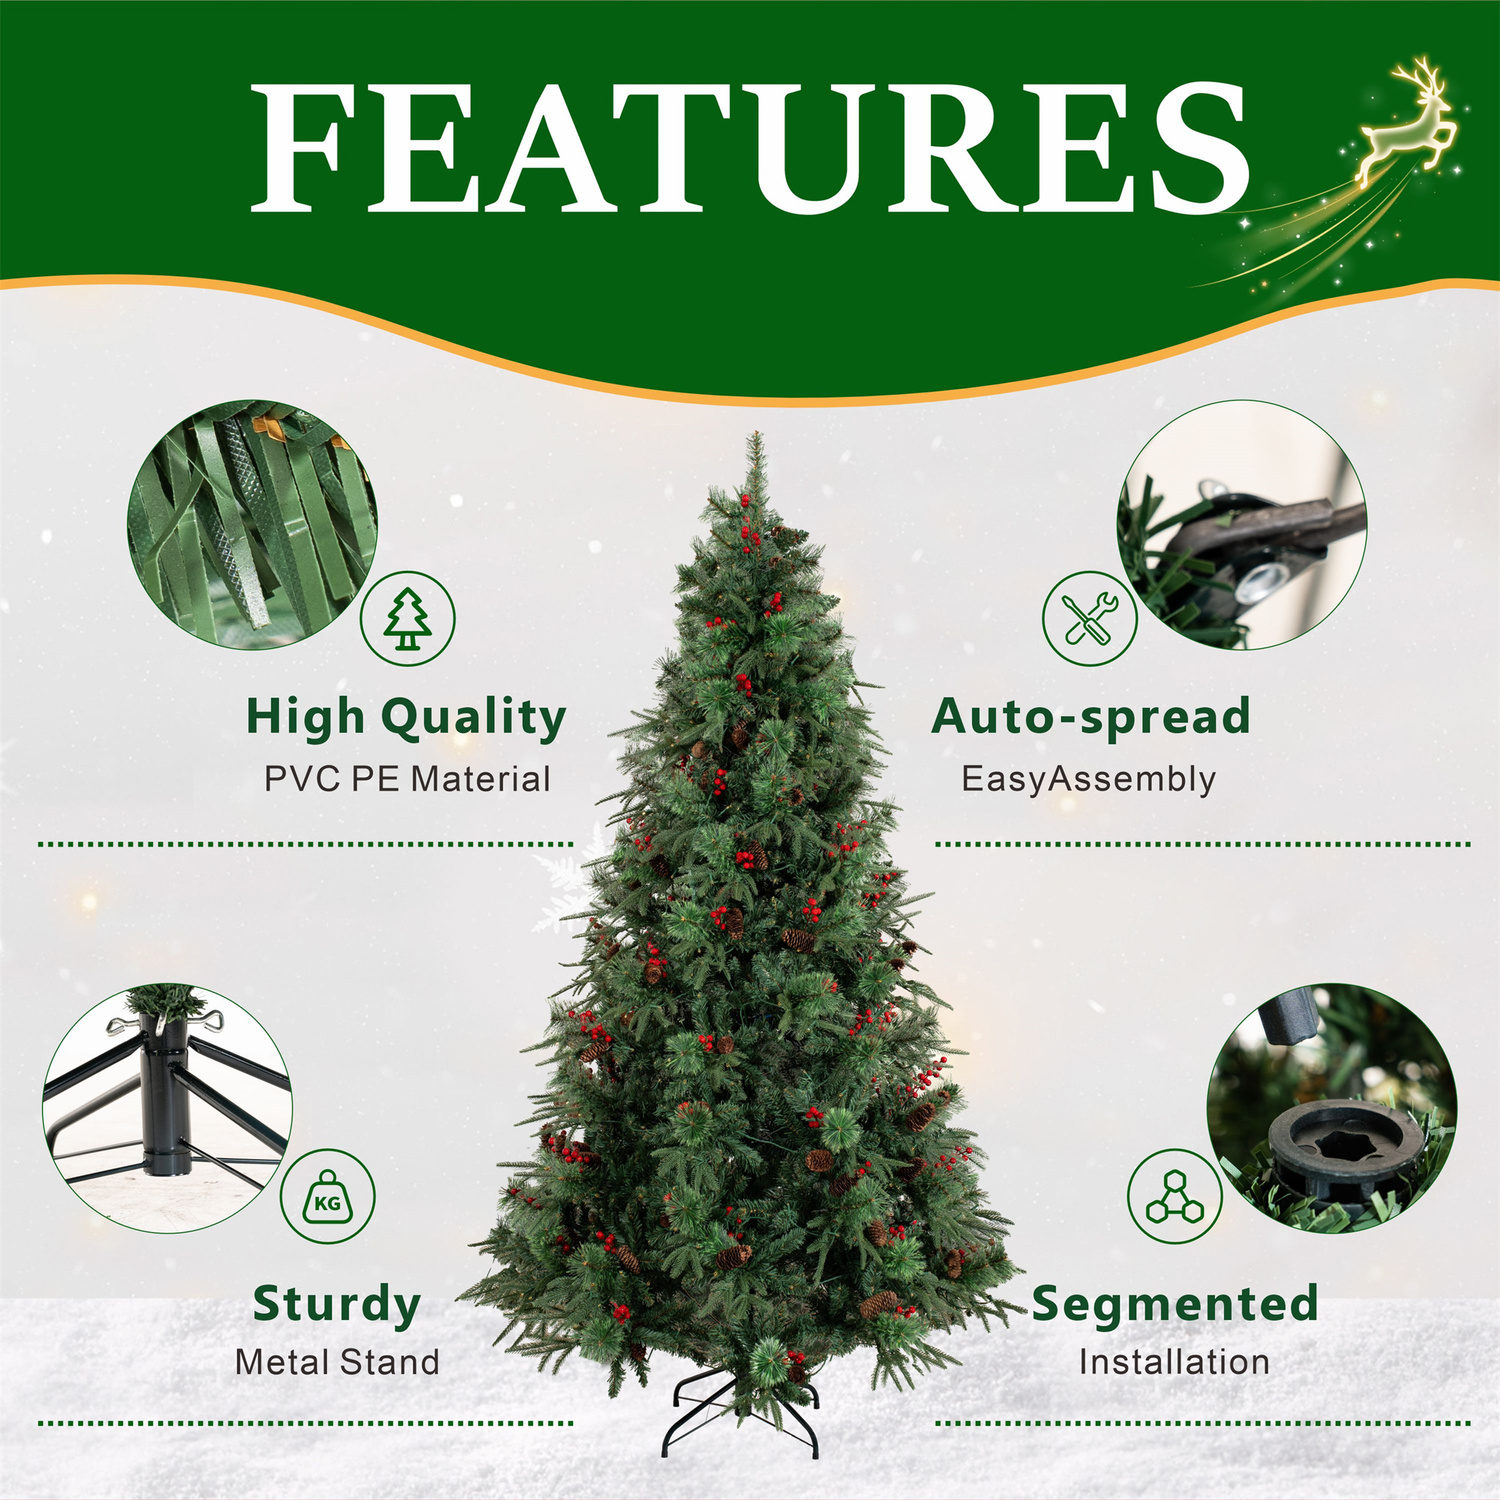 FEATURES
High Quality
PVC PE Material
Auto-spread
EasyAssembly
KG
Sturdy
Metal Stand
Segmented
Installation